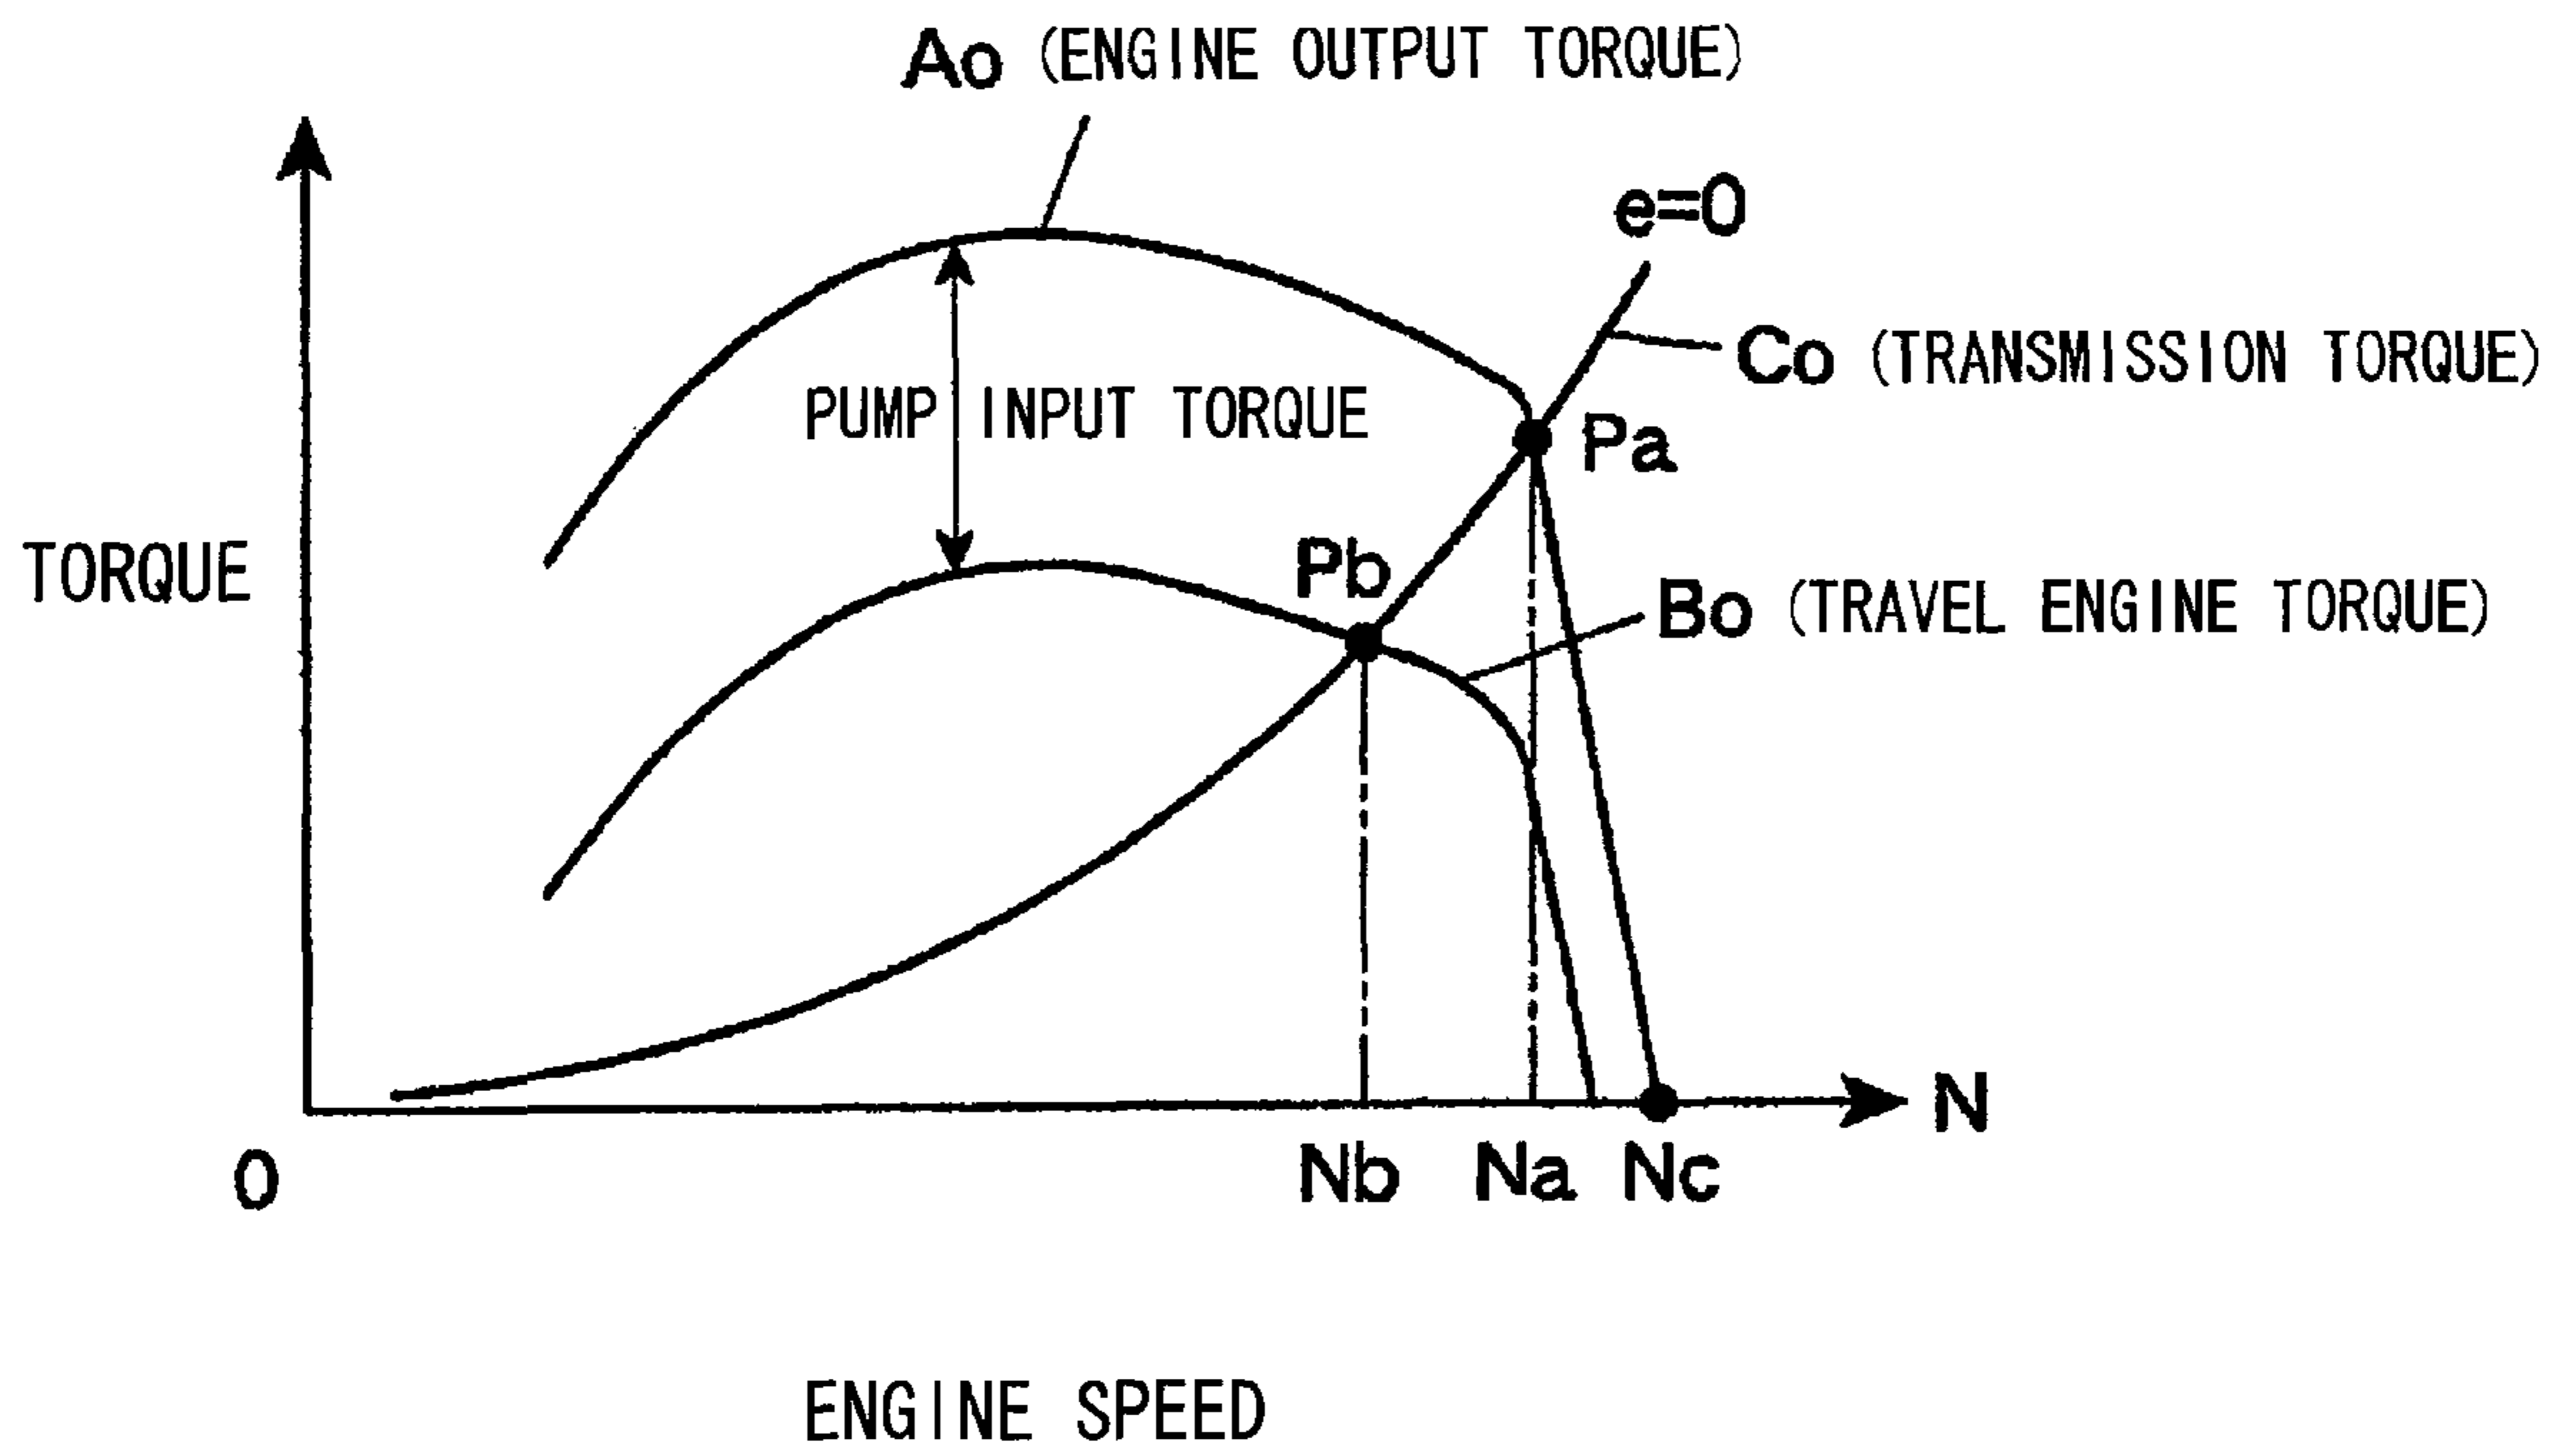 Ao (ENGINE OUTPUT TORQUE)
e=0
Co (TRANSMISSION TORQUE)
PUMP INPUT TORQUE
Pa
Pb
TORQUE
Bo (TRAVEL ENGINE TORQUE)
N
0
Nb Na Nc
ENGINE SPEED